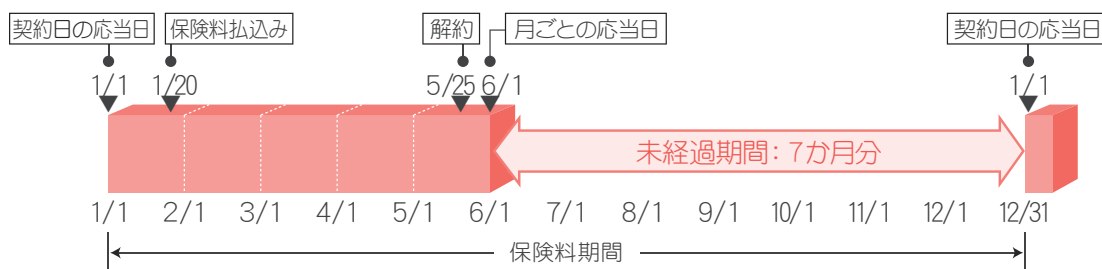 契約日の応当日 保険料払込み 解約 月ごとの応当日 契約日の応当日
1/1 1/20 5/25 6/1 1/1
未経過期間：7か月分
1/1 2/1 3/1 4/1 5/1 6/1 7/1 8/1 9/1 10/1 11/1 12/1 12/31
保険料期間